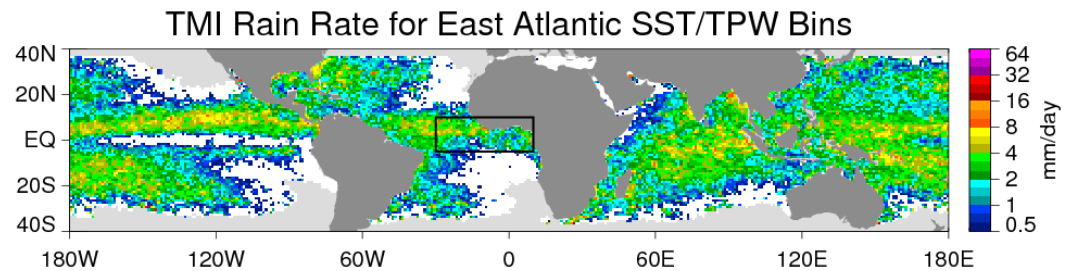 TMI Rain Rate for East Atlantic SST/TPW Bins
40N
20N
EQ
20S
40S
180W
120W
60W
0
60E
120E
180E
64
32
16
8
4
2
1
0.5
mm/day